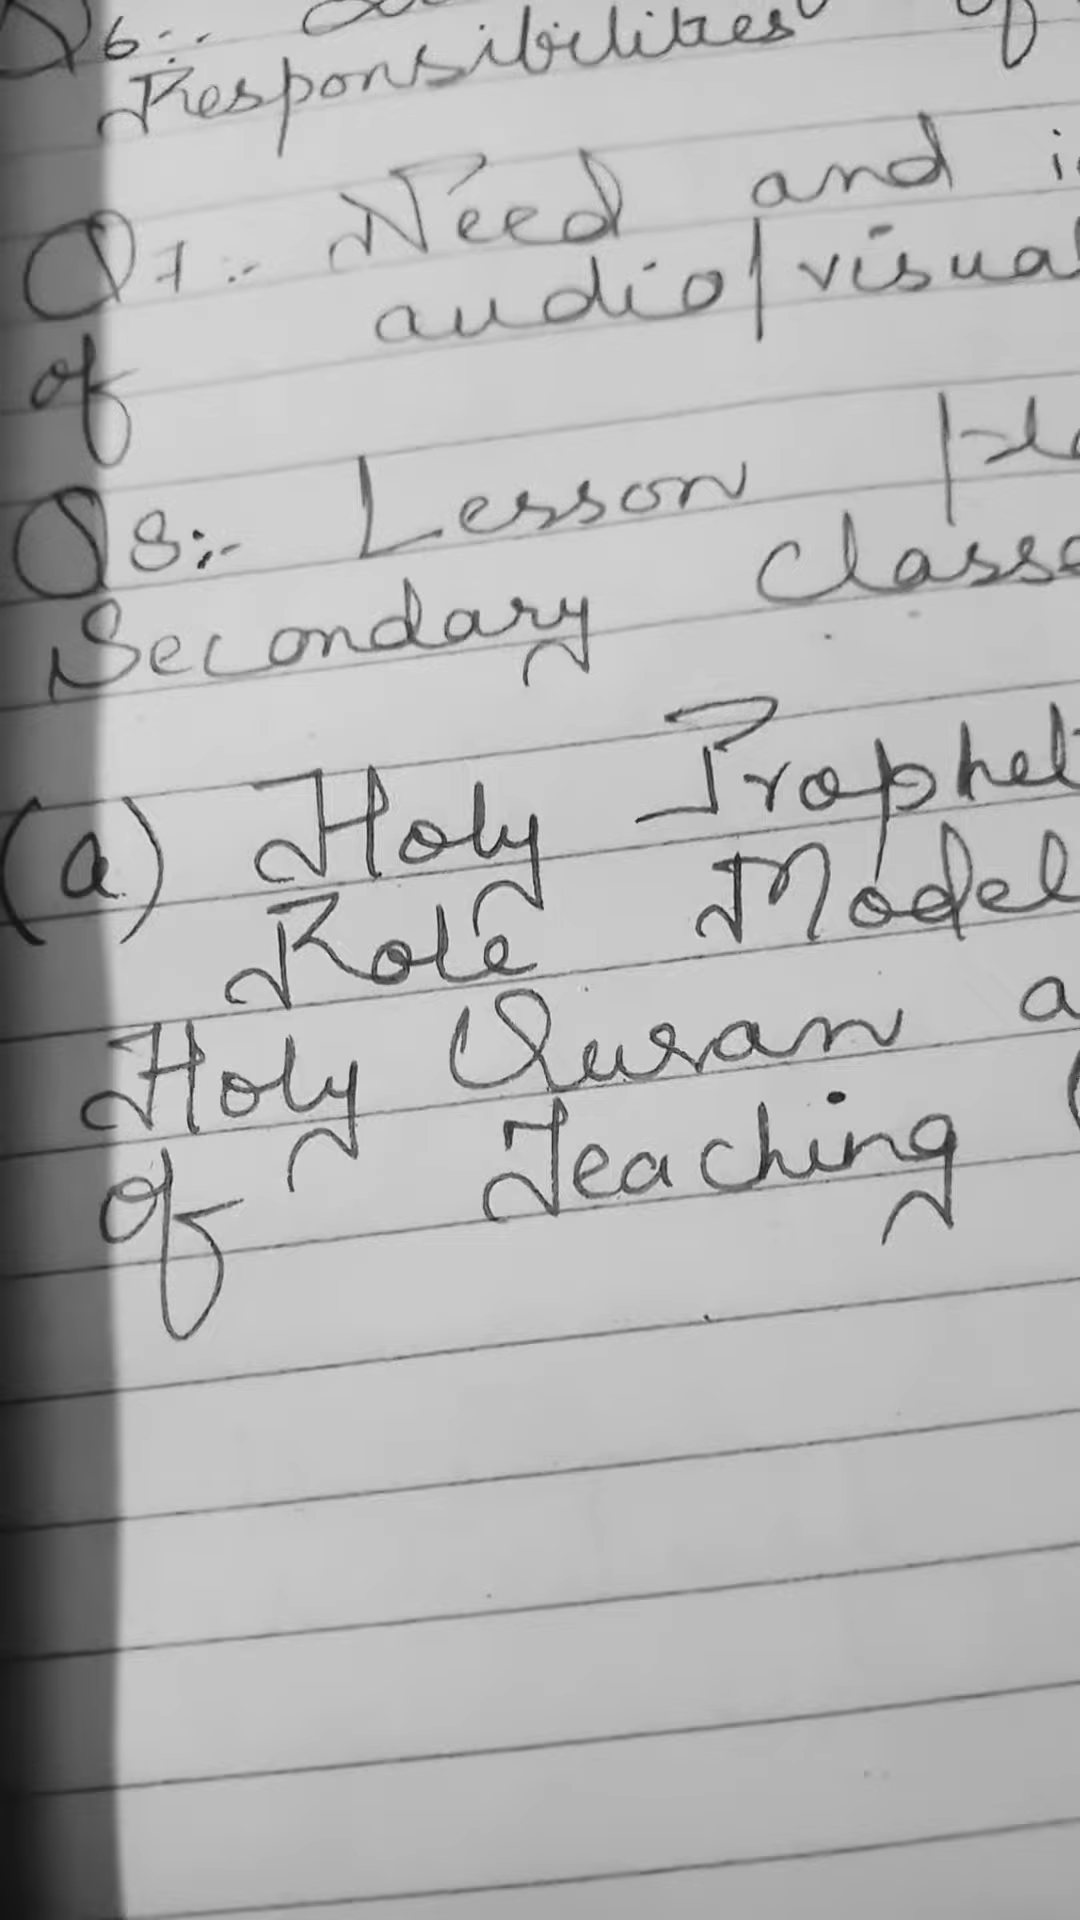 Q6:-
Responsibilities of
Q7:- Need and
of audio/visual
Q8:- Lesson
Secondary
(a) Holy Prophet
Role Model
Holy Quran
of Teaching